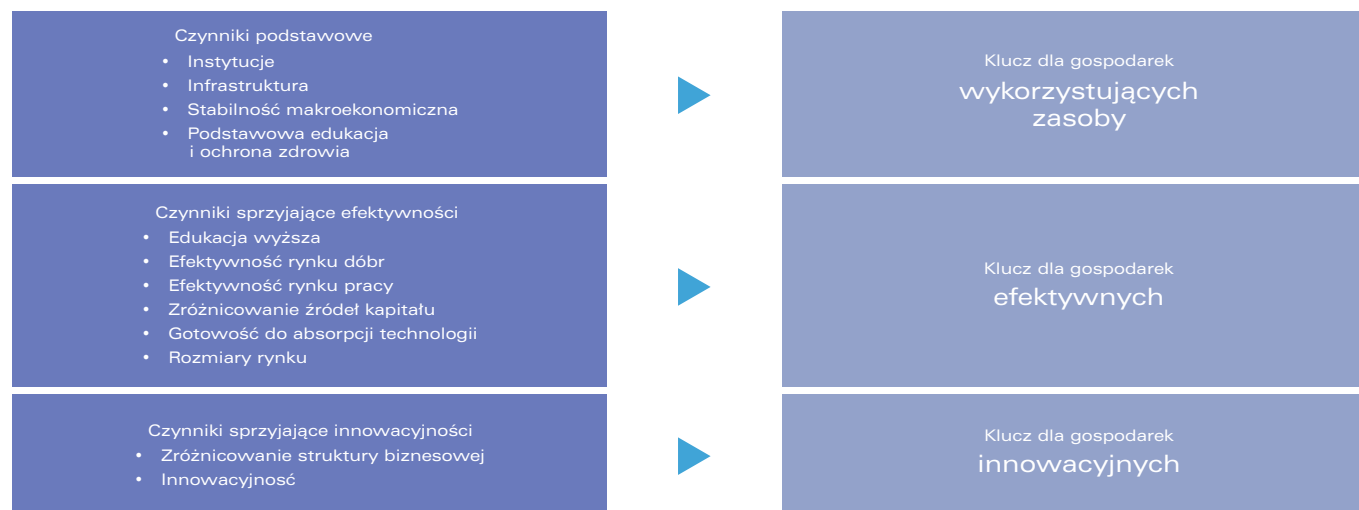 Czynniki podstawowe
• Instytucje
• Infrastruktura
• Stabilność makroekonomiczna
• Podstawowa edukacja
i ochrona zdrowia
Klucz dla gospodarek
wykorzystujących
zasoby
Czynniki sprzyjające efektywności
• Edukacja wyższa
• Efektywność rynku dóbr
• Efektywność rynku pracy
• Zróżnicowanie źródeł kapitału
• Gotowość do absorpcji technologii
• Rozmiary rynku
Klucz dla gospodarek
efektywnych
Czynniki sprzyjające innowacyjności
• Zróżnicowanie struktury biznesowej
• Innowacyjnosć
Klucz dla gospodarek
innowacyjnych